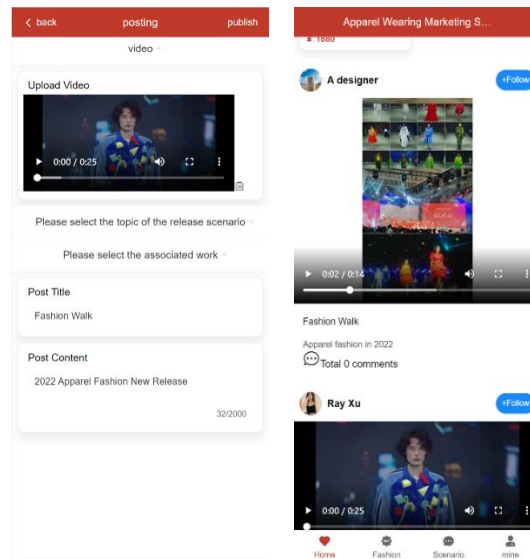 < back posting publish
video
Upload Video
0:00 / 0:25
Please select the topic of the release scenario
Please select the associated work
Post Title
Fashion Walk
Post Content
2022 Apparel Fashion New Release
32/2000
Apparel Wearing Marketing S...
¥ 1880
A designer
+Follow
0:02 / 0:14
Fashion Walk
Apparel fashion in 2022
Total 0 comments
Ray Xu
+Follow
0:00 / 0:25
Home Fashion Scenario mine